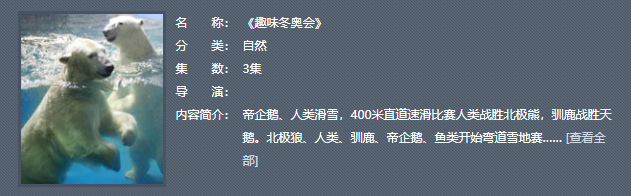 名　　称： 《趣味冬奥会》
分　　类： 自然
集　　数： 3集
导　　演：
内容简介： 帝企鹅、人类滑雪，400米直道速滑比赛人类战胜北极熊，驯鹿战胜天
鹅。北极狼、人类、驯鹿、帝企鹅、鱼类开始弯道雪地赛...... [查看全
部]